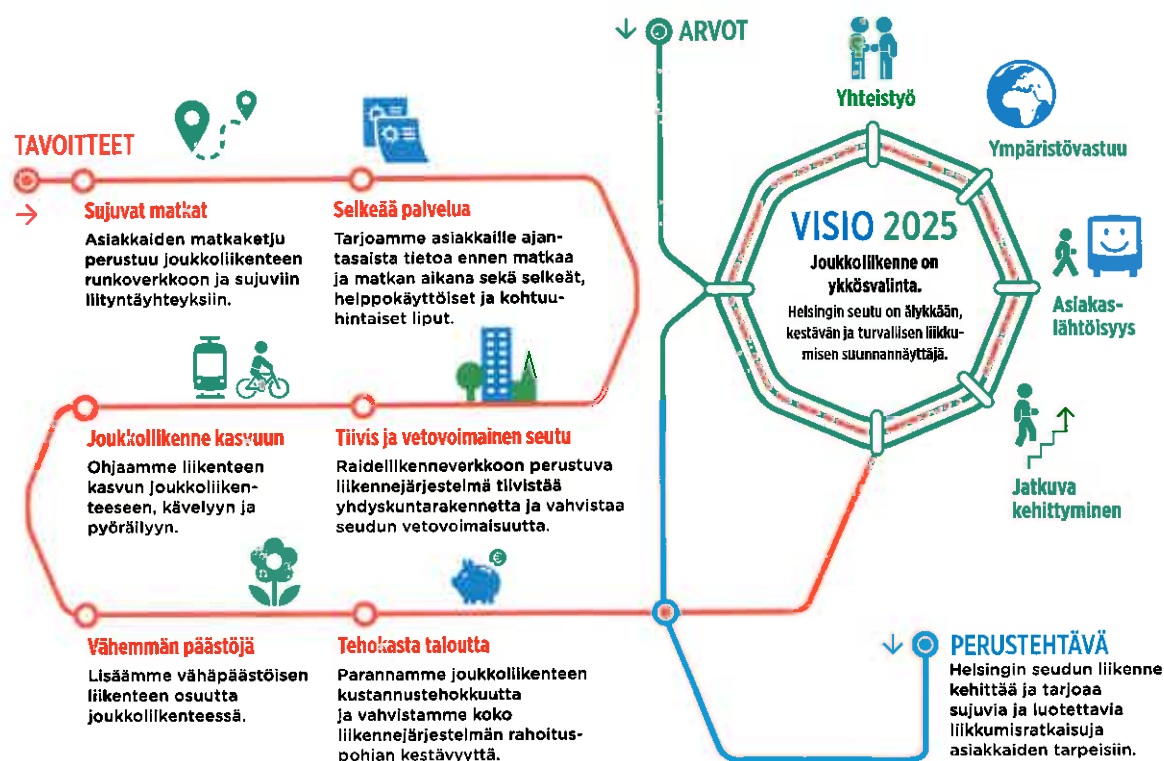 ARVOT
Yhteistyö
Ympäristövastuu
Asiakas-
lähtöisyys
Jatkuva
kehittyminen
VISIO 2025
Joukkoliikenne on
ykkösvalinta.
Helsingin seutu on älykkään,
kestävän ja turvallisen liikku-
misen suunnannäyttäjä.
TAVOITTEET
Sujuvat matkat
Asiakkaiden matkaketju
perustuu joukkoliikenteen
runkoverkkoon ja sujuviin
liityntäyhteyksiin.
Selkeää palvelua
Tarjoamme asiakkaille ajan-
tasaista tietoa ennen matkaa
ja matkan aikana sekä selkeät,
helppokäyttöiset ja kohtuu-
hintaiset liput.
Joukkoliikenne kasvuun
Ohjaamme liikenteen
kasvun joukkoliiken-
teeseen, kävelyyn ja
pyöräilyyn.
Tiivis ja vetovoimainen seutu
Raideliikenneverkkoon perustuva
liikennejärjestelmä tiivistää
yhdyskuntarakennetta ja vahvistaa
seudun vetovoimaisuutta.
€
Vähemmän päästöjä
Lisäämme vähäpäästöisen
liikenteen osuutta
joukkoliikenteessä.
Tehokasta taloutta
Parannamme joukkoliikenteen
kustannustehokkuutta
ja vahvistamme koko
liikennejärjestelmän rahoitus-
pohjan kestävyyttä.
PERUSTEHTÄVÄ
Helsingin seudun liikenne
kehittää ja tarjoaa
sujuvia ja luotettavia
liikkumisratkaisuja
asiakkaiden tarpeisiin.